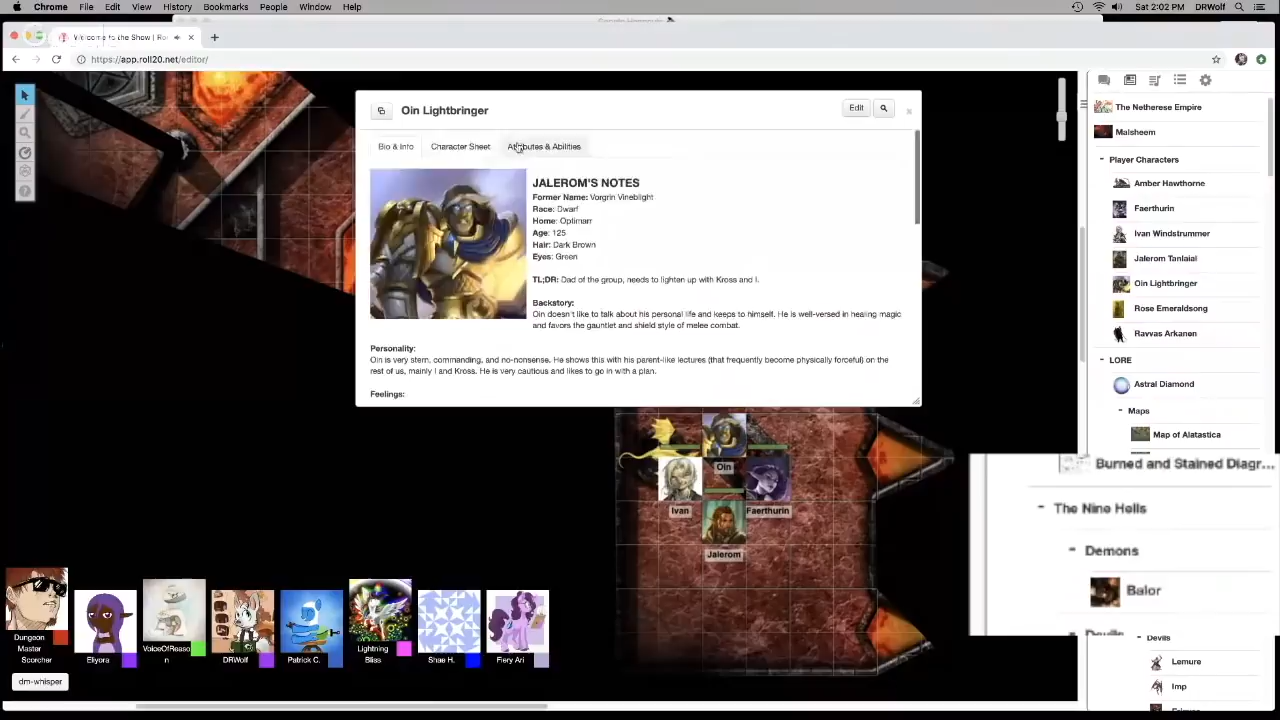 Chrome File Edit View History Bookmarks People Window Help
Sat 2:02 PM DRWolf
https://app.roll20.net/editor/
Oin Lightbringer
Edit
Bio & Info Character Sheet Attributes & Abilities
JALEROM'S NOTES
Former Name: Vorgrin Vineblight
Race: Dwarf
Home: Optimarr
Age: 125
Hair: Dark Brown
Eyes: Green
TL;DR: Dad of the group, needs to lighten up with Kross and I.
Backstory:
Oin doesn't like to talk about his personal life and keeps to himself. He is well-versed in healing magic
and favors the gauntlet and shield style of melee combat.
Personality:
Oin is very stern, commanding, and no-nonsense. He shows this with his parent-like lectures (that frequently become physically forceful) on the
rest of us, mainly I and Kross. He is very cautious and likes to go in with a plan.
Feelings:
Oin
Ivan
Faerthurin
Jalerom
Dungeon
Master
Scorcher
Eliyora
VoiceOfReaso
n
DRWolf
Patrick C.
Lightning
Bliss
Shae H.
Fiery Ari
dm-whisper
The Netherese Empire
Malsheem
Player Characters
Amber Hawthorne
Faerthurin
Ivan Windstrummer
Jalerom Tanlaial
Oin Lightbringer
Rose Emeraldsong
Ravvas Arkanen
LORE
Astral Diamond
Maps
Map of Alatastica
Burned and Stained Diagr...
The Nine Hells
Demons
Balor
Devils
Lemure
Imp